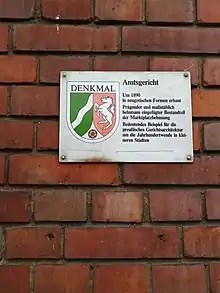 DENKMAL
Amtsgericht
Um 1890
in neugotischen Formen erbaut
Prägender und maßstäblich
behutsam eingefügter Bestandteil
der Marktplatzbebauung
Bedeutendes Beispiel für die
preußischen Gerichtsarchitektur
um die Jahrhundertwende in klei-
neren Städten